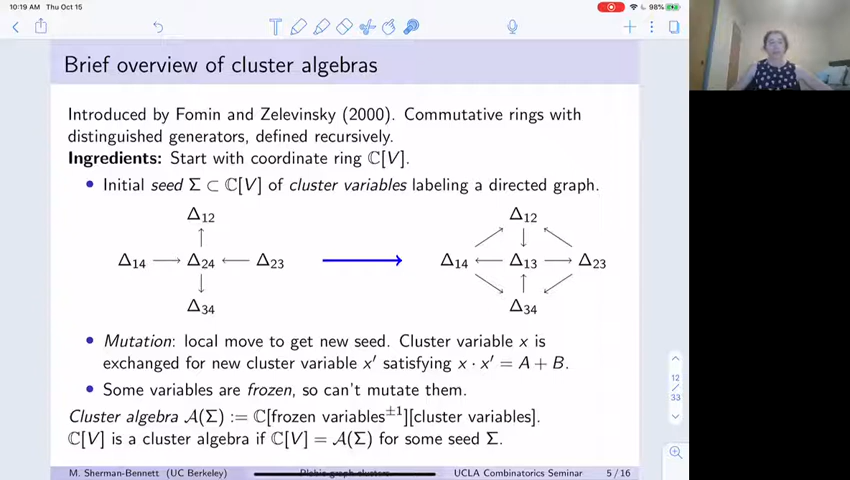 10:19 AM Thu Oct 15
98%
Brief overview of cluster algebras
Introduced by Fomin and Zelevinsky (2000). Commutative rings with
distinguished generators, defined recursively.
Ingredients: Start with coordinate ring ℂ[V].
• Initial seed Σ ⊂ ℂ[V] of cluster variables labeling a directed graph.
Δ₁₂ Δ₁₂
Δ₁₄ → Δ₂₄ ← Δ₂₃ Δ₁₄ ← Δ₁₃ → Δ₂₃
Δ₃₄ Δ₃₄
• Mutation: local move to get new seed. Cluster variable x is
exchanged for new cluster variable x′ satisfying x · x′ = A + B.
• Some variables are frozen, so can't mutate them.
Cluster algebra 𝒜(Σ) := ℂ[frozen variables^{±1}][cluster variables].
ℂ[V] is a cluster algebra if ℂ[V] = 𝒜(Σ) for some seed Σ.
12
/
33
M. Sherman-Bennett (UC Berkeley) Plabic graph clusters UCLA Combinatorics Seminar 5 / 16